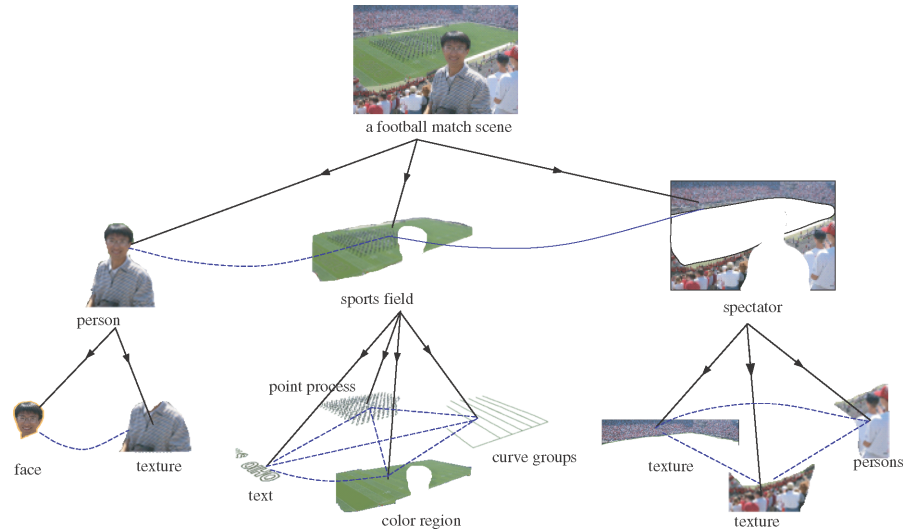 a football match scene
person
sports field
spectator
point process
face
texture
text
color region
curve groups
texture
texture
persons
OHIO